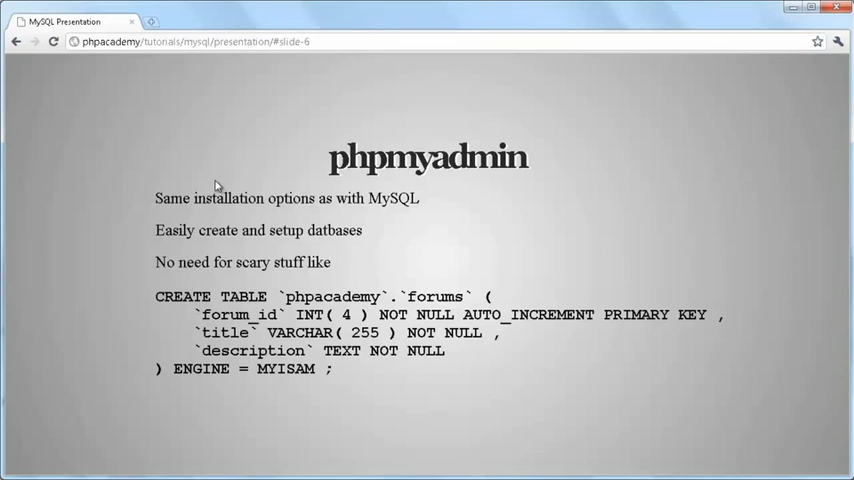 MySQL Presentation
phpacademy/tutorials/mysql/presentation/#slide-6
phpmyadmin
Same installation options as with MySQL
Easily create and setup datbases
No need for scary stuff like
CREATE TABLE `phpacademy`.`forums` (
`forum_id` INT( 4 ) NOT NULL AUTO_INCREMENT PRIMARY KEY ,
`title` VARCHAR( 255 ) NOT NULL ,
`description` TEXT NOT NULL
) ENGINE = MYISAM ;